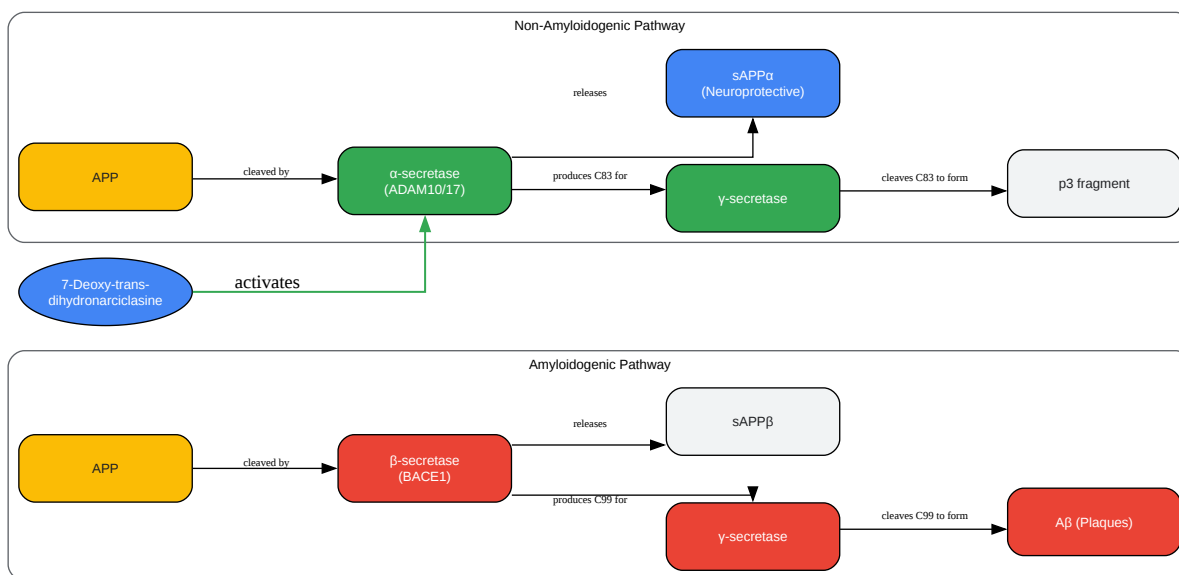 Non-Amyloidogenic Pathway
sAPPα
(Neuroprotective)
releases
APP
cleaved by
α-secretase
(ADAM10/17)
produces C83 for
γ-secretase
cleaves C83 to form
p3 fragment
7-Deoxy-trans-
dihydronarciclasine
activates
Amyloidogenic Pathway
releases
sAPPβ
APP
cleaved by
β-secretase
(BACE1)
produces C99 for
γ-secretase
cleaves C99 to form
Aβ (Plaques)